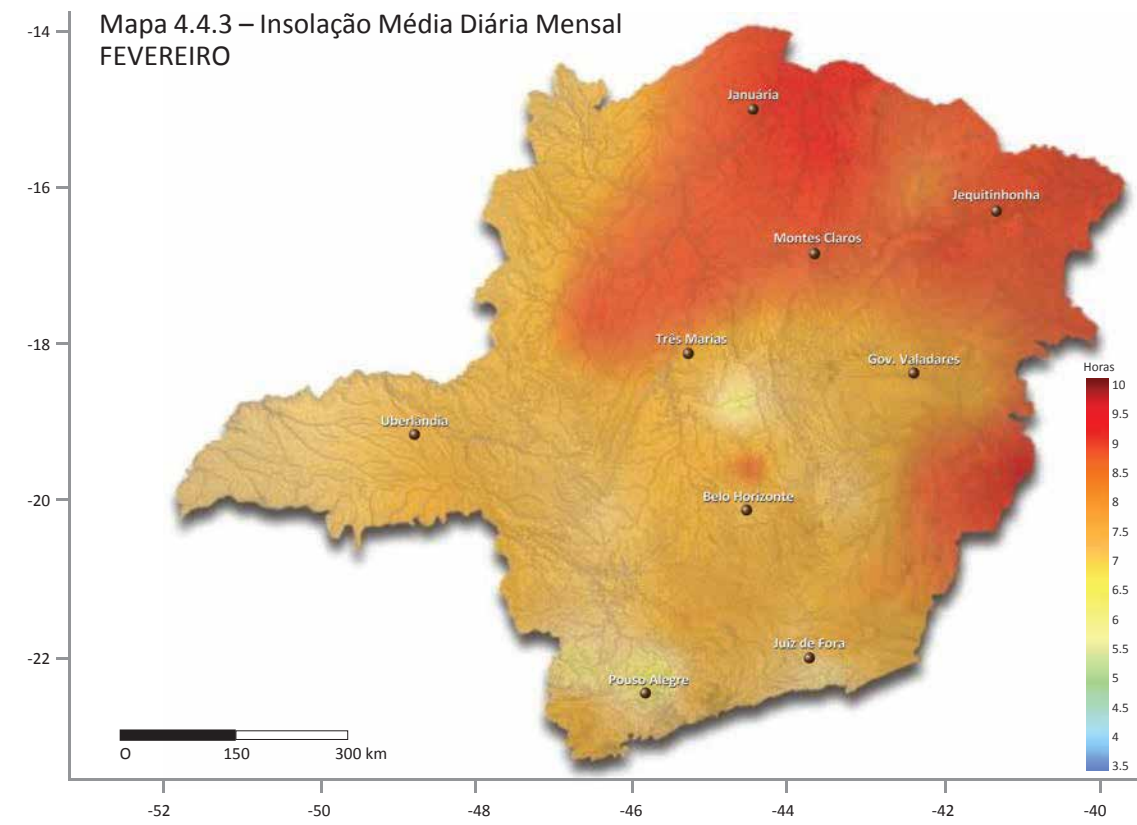 Mapa 4.4.3 – Insolação Média Diária Mensal
FEVEREIRO
-14
-16
-18
-20
-22
Januária
Jequitinhonha
Montes Claros
Três Marias
Gov. Valadares
Uberlândia
Belo Horizonte
Juiz de Fora
Pouso Alegre
Horas
10
9.5
9
8.5
8
7.5
7
6.5
6
5.5
5
4.5
4
3.5
0 150 300 km
-52 -50 -48 -46 -44 -42 -40